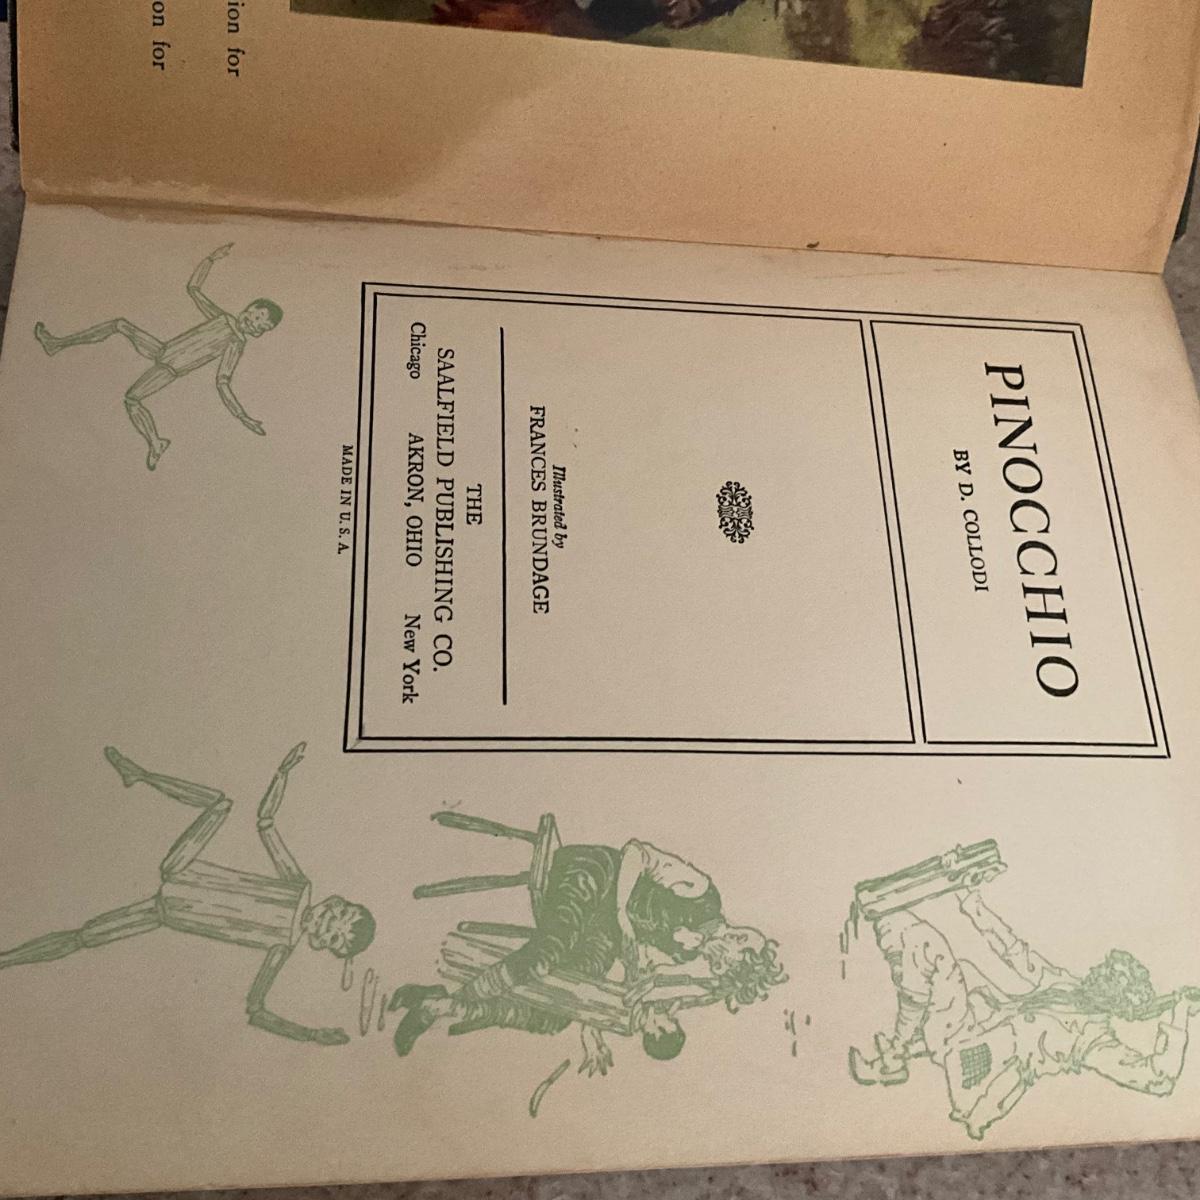 ion for
on for
PINOCCHIO
BY D. COLLODI
Illustrated by
FRANCES BRUNDAGE
THE
SAALFIELD PUBLISHING CO.
Chicago AKRON, OHIO New York
MADE IN U. S. A.